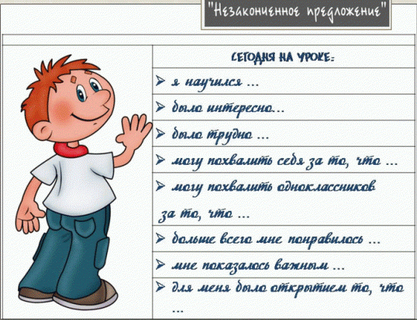 "Незаконченное предложение"
СЕГОДНЯ НА УРОКЕ:
я научился ...
было интересно...
было трудно ...
могу похвалить себя за то, что ...
могу похвалить одноклассников
за то, что ...
больше всего мне понравилось ...
мне показалось важным ...
для меня было открытием то, что
...